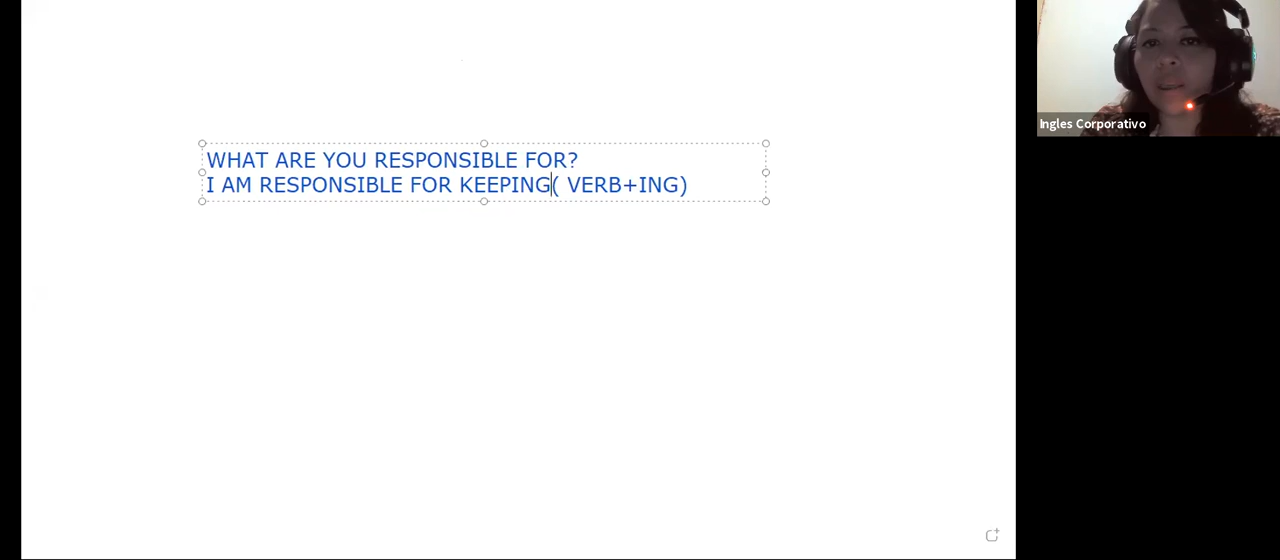 WHAT ARE YOU RESPONSIBLE FOR?
I AM RESPONSIBLE FOR KEEPING( VERB+ING)
Ingles Corporativo